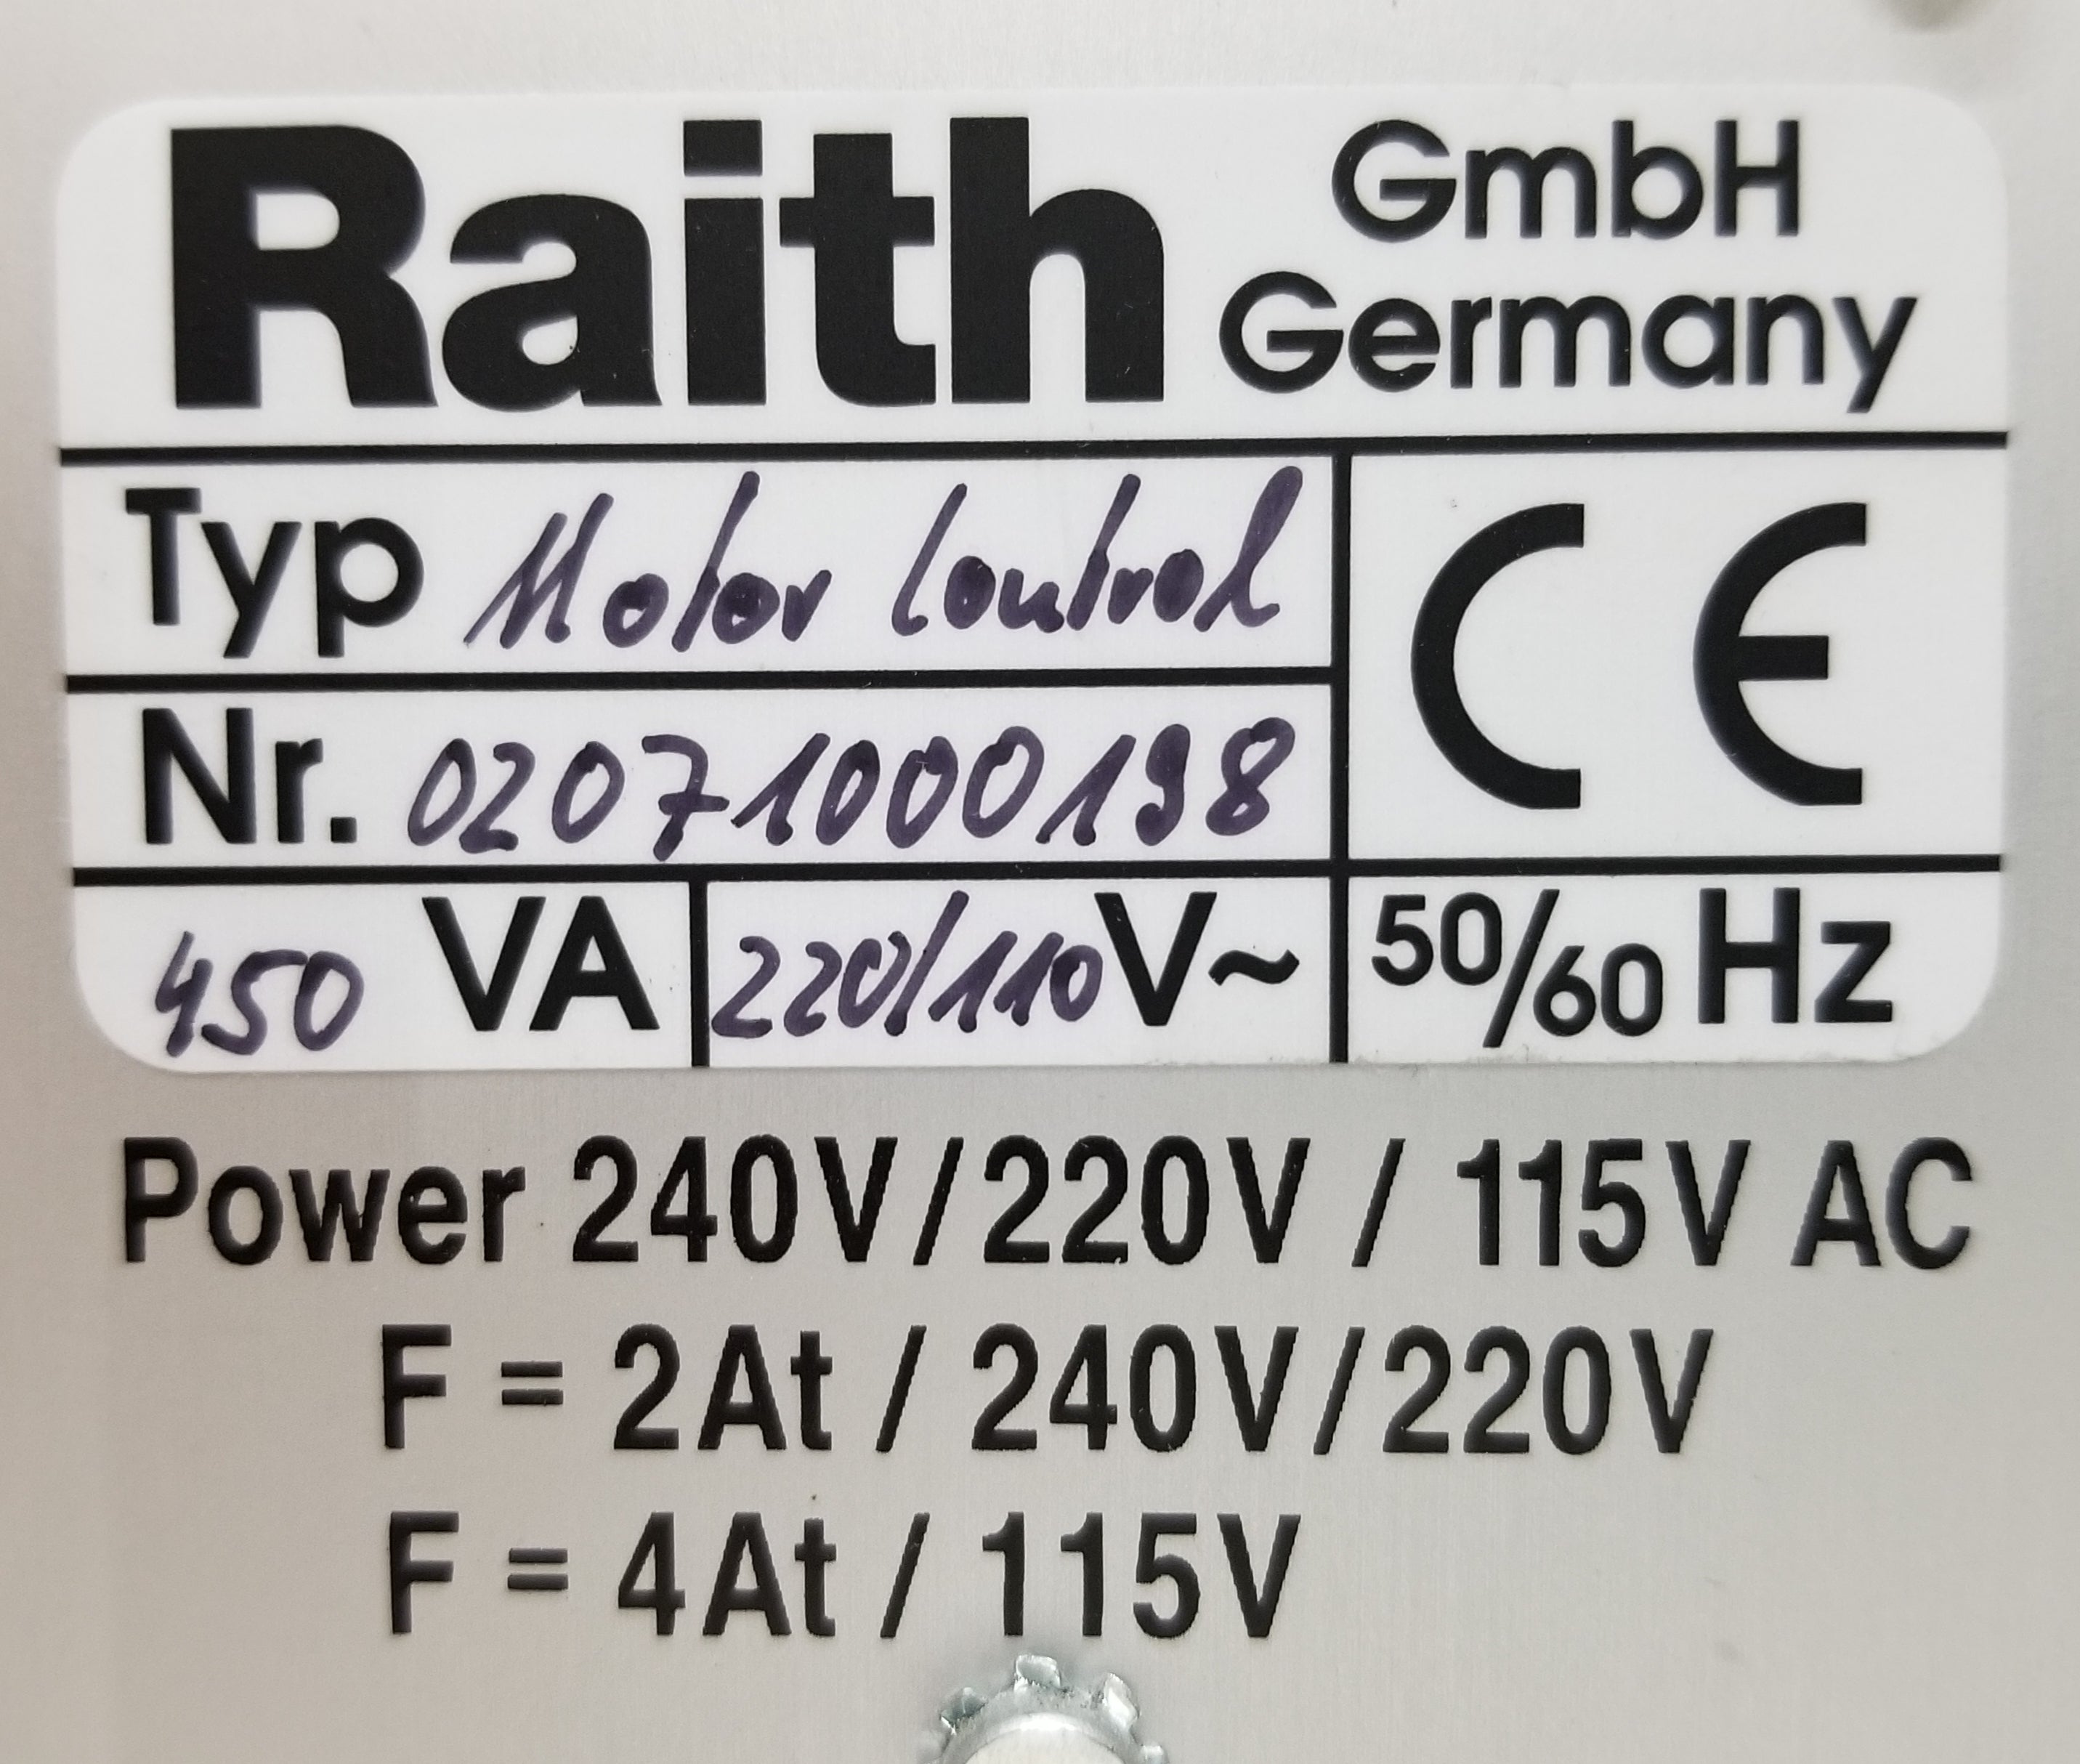 Raith GmbH
Germany
Typ Motor Control
CE
Nr. 02071000198
450 VA 220/110 V~ 50/60 Hz
Power 240V/220V / 115V AC
F = 2At / 240V/220V
F = 4At / 115V